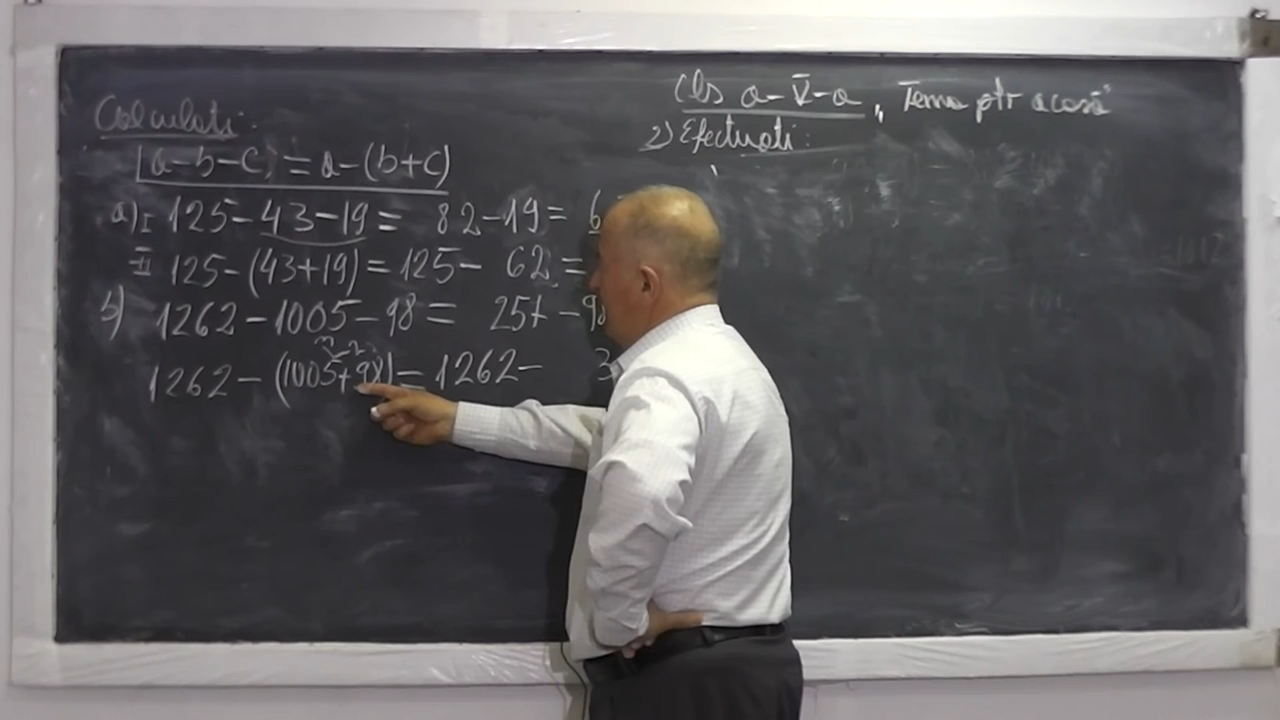 Calculati:
(a-b-c) = a-(b+c)
a) I 125-43-19= 82-19= 6
II 125-(43+19)=125- 62=
b) 1262-1005-98= 257-98
1262-(1005+98)=1262- 3
Cls a-V-a „Tema ptr acasă"
2) Efectuati: